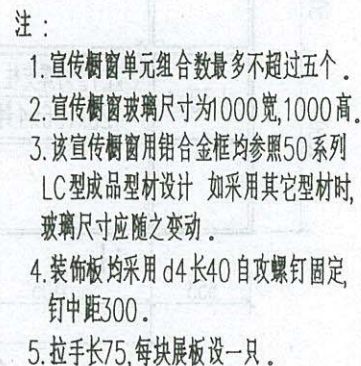 注：
1.宣传橱窗单元组合数最多不超过五个．
2.宣传橱窗玻璃尺寸为1000宽,1000高．
3.该宣传橱窗用铝合金框均参照50系列
LC型成品型材设计 如采用其它型材时,
玻璃尺寸应随之变动．
4.装饰板均采用d4长40自攻螺钉固定,
钉中距300．
5.拉手长75,每块展板设一只．